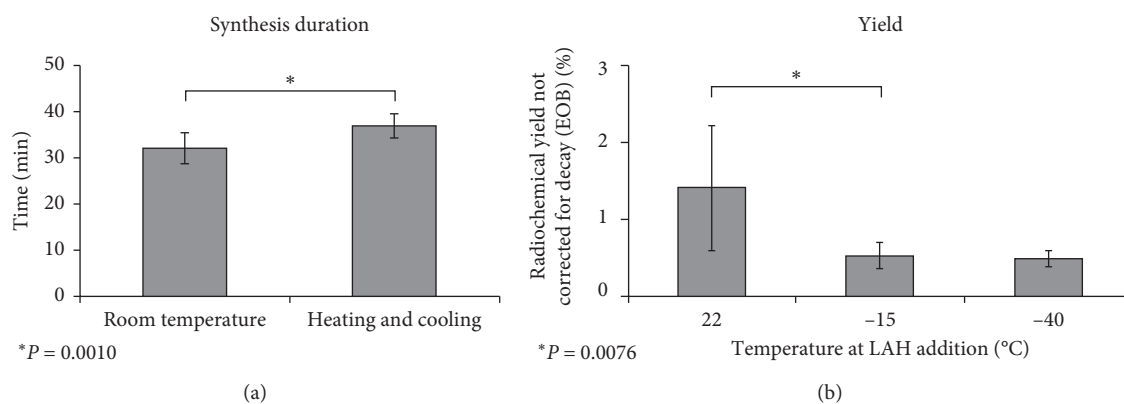 Synthesis duration
50
40
30
20
10
0
Time (min)
*
Room temperature
Heating and cooling
*P = 0.0010
(a)
Yield
3
2
1
0
Radiochemical yield not
corrected for decay (EOB) (%)
*
22
–15
–40
Temperature at LAH addition (°C)
*P = 0.0076
(b)